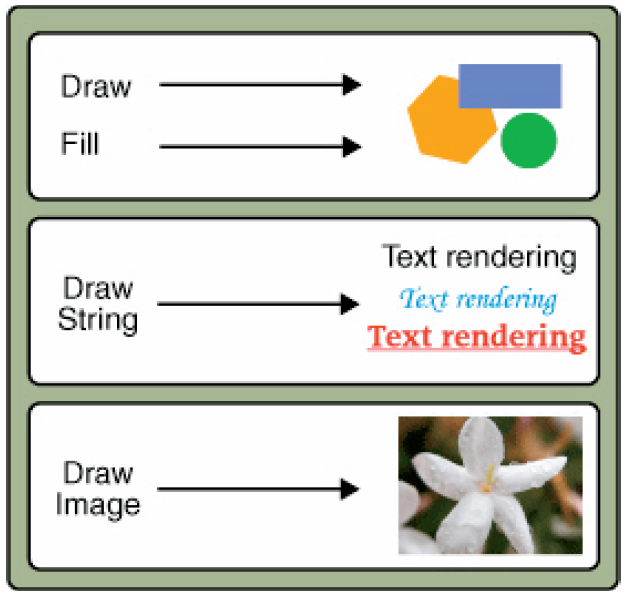 Draw
Fill
Draw
String
Text rendering
Text rendering
Text rendering
Draw
Image